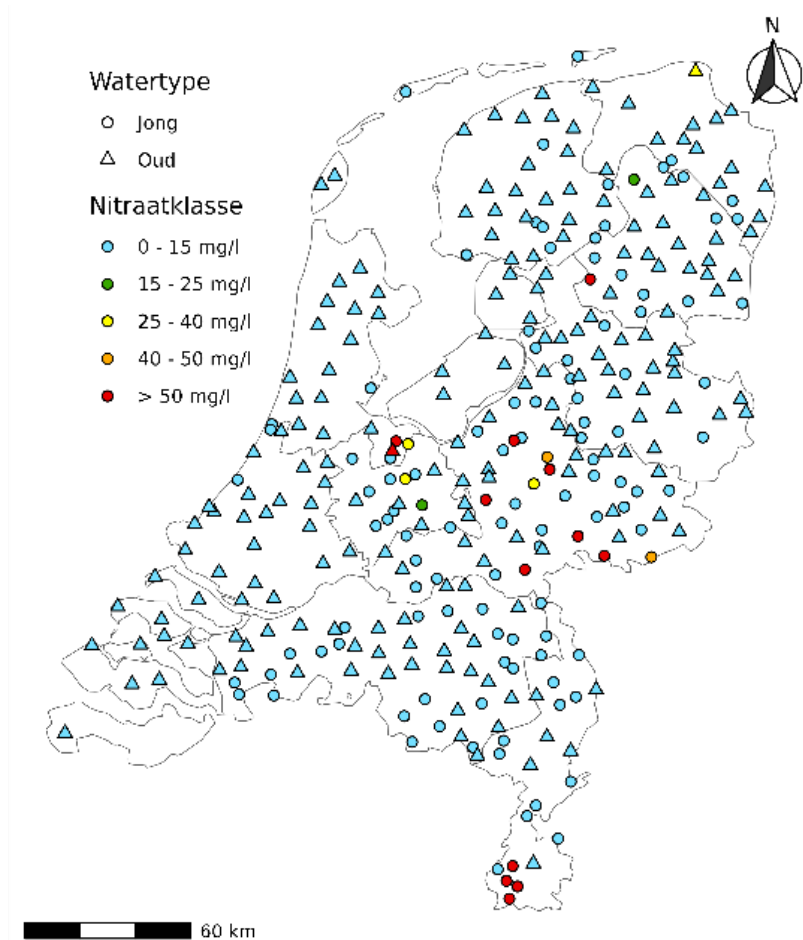 N
Watertype
Jong
Oud
Nitraatklasse
0 - 15 mg/l
15 - 25 mg/l
25 - 40 mg/l
40 - 50 mg/l
> 50 mg/l
60 km